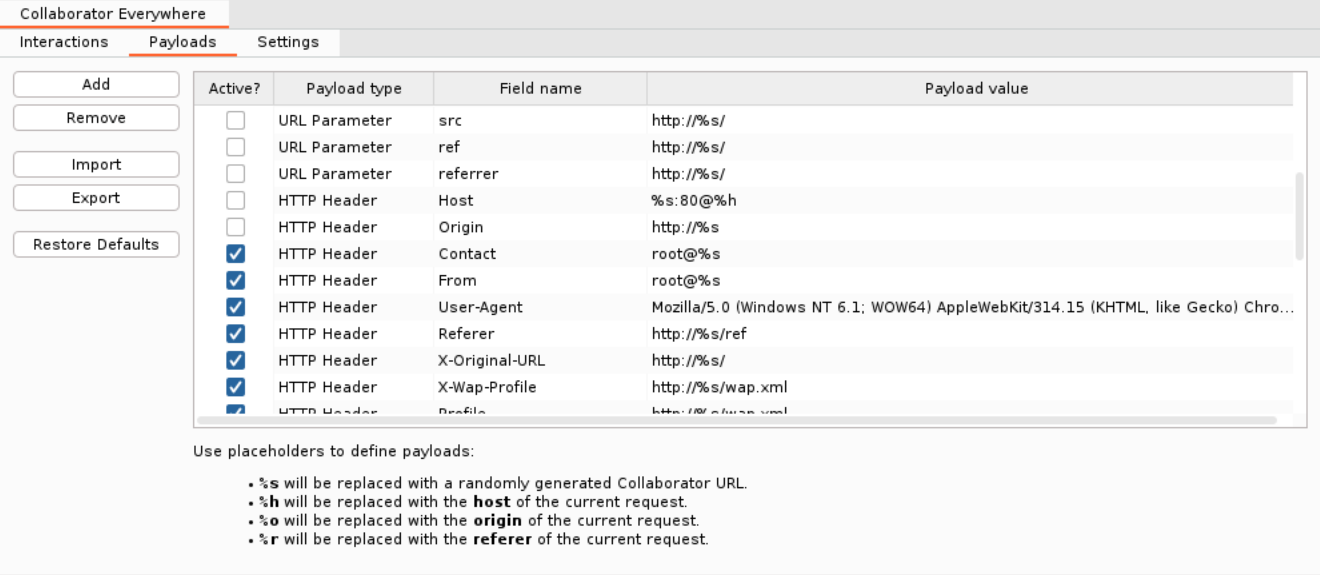 Collaborator Everywhere
Interactions Payloads Settings
Add
Remove
Import
Export
Restore Defaults
Active? Payload type Field name Payload value
URL Parameter src http://%s/
URL Parameter ref http://%s/
URL Parameter referrer http://%s/
HTTP Header Host %s:80@%h
HTTP Header Origin http://%s
HTTP Header Contact root@%s
HTTP Header From root@%s
HTTP Header User-Agent Mozilla/5.0 (Windows NT 6.1; WOW64) AppleWebKit/314.15 (KHTML, like Gecko) Chro...
HTTP Header Referer http://%s/ref
HTTP Header X-Original-URL http://%s/
HTTP Header X-Wap-Profile http://%s/wap.xml
HTTP Header Profile http://%s/wap.xml
Use placeholders to define payloads:
• %s will be replaced with a randomly generated Collaborator URL.
• %h will be replaced with the host of the current request.
• %o will be replaced with the origin of the current request.
• %r will be replaced with the referer of the current request.